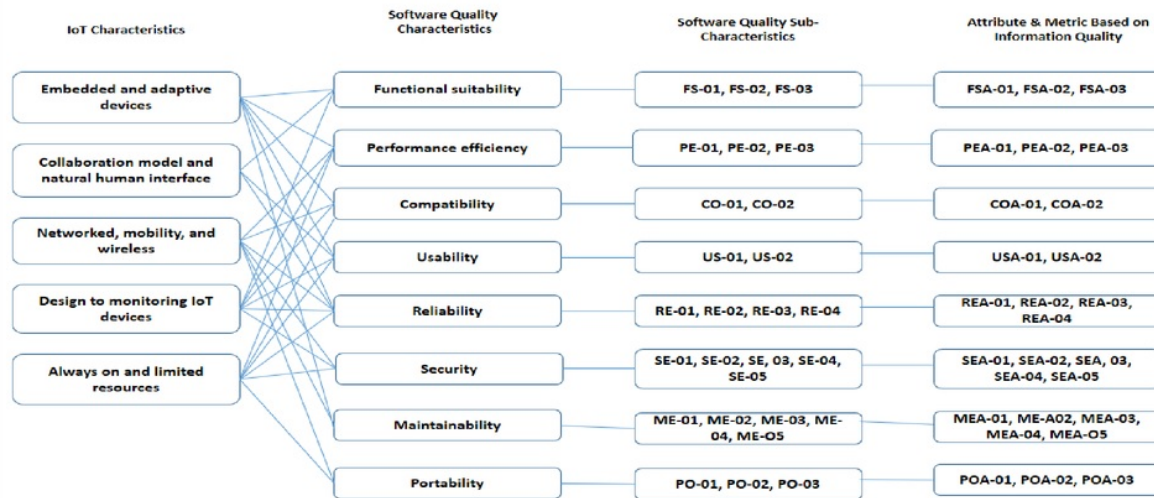 IoT Characteristics
Software Quality
Characteristics
Software Quality Sub-
Characteristics
Attribute & Metric Based on
Information Quality
Embedded and adaptive
devices
Collaboration model and
natural human interface
Networked, mobility, and
wireless
Design to monitoring IoT
devices
Always on and limited
resources
Functional suitability
Performance efficiency
Compatibility
Usability
Reliability
Security
Maintainability
Portability
FS-01, FS-02, FS-03
PE-01, PE-02, PE-03
CO-01, CO-02
US-01, US-02
RE-01, RE-02, RE-03, RE-04
SE-01, SE-02, SE, 03, SE-04,
SE-05
ME-01, ME-02, ME-03, ME-
04, ME-O5
PO-01, PO-02, PO-03
FSA-01, FSA-02, FSA-03
PEA-01, PEA-02, PEA-03
COA-01, COA-02
USA-01, USA-02
REA-01, REA-02, REA-03,
REA-04
SEA-01, SEA-02, SEA, 03,
SEA-04, SEA-05
MEA-01, ME-A02, MEA-03,
MEA-04, MEA-O5
POA-01, POA-02, POA-03